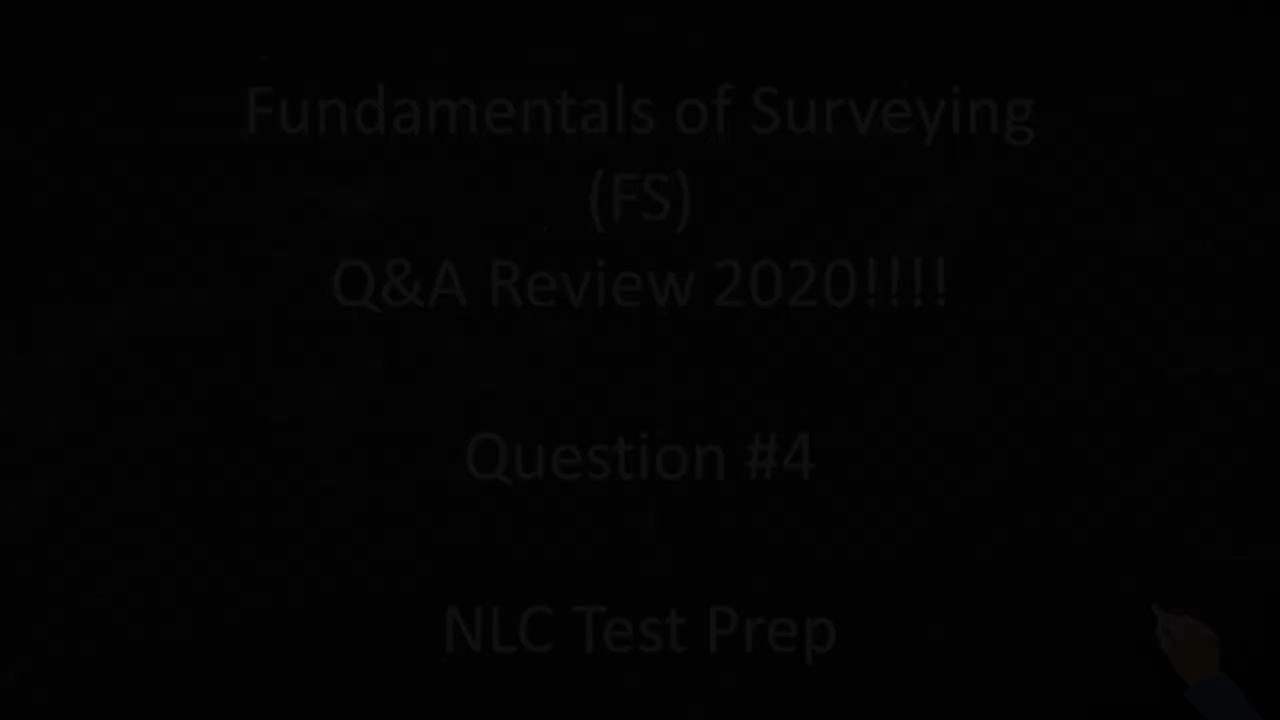 Fundamentals of Surveying
(FS)
Q&A Review 2020!!!!
Question #4
NLC Test Prep